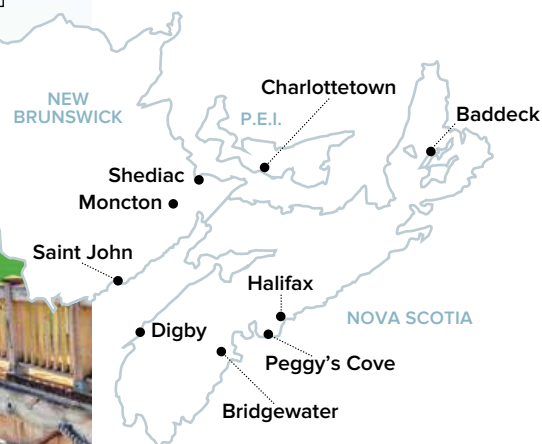 Charlottetown
NEW
BRUNSWICK
P.E.I.
Baddeck
Shediac
Moncton
Saint John
Halifax
NOVA SCOTIA
Digby
Peggy's Cove
Bridgewater